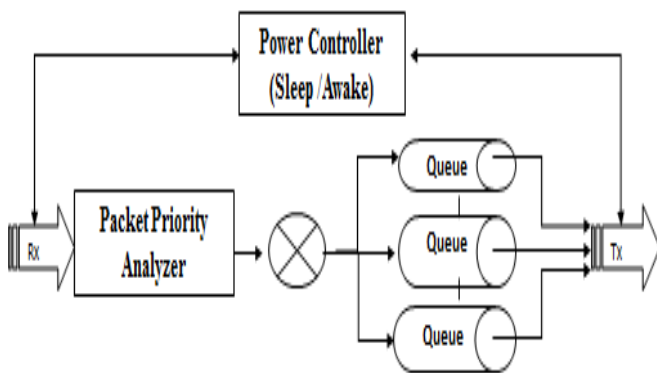 Power Controller
(Sleep /Awake)
Queue
Packet Priority
Analyzer
Rx
Queue
Tx
Queue